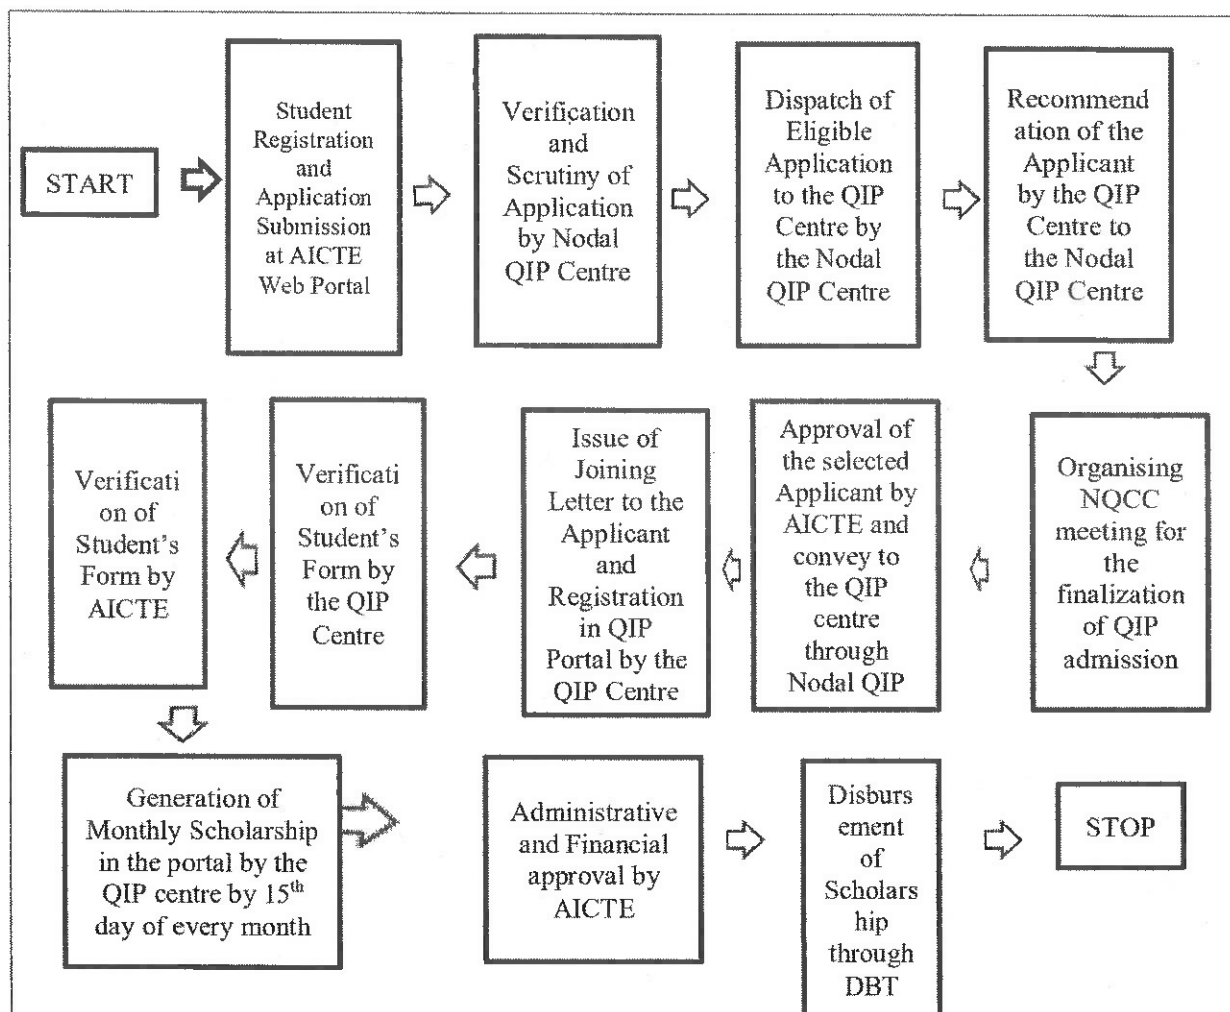 START
Student
Registration
and
Application
Submission
at AICTE
Web Portal
Verification
and
Scrutiny of
Application
by Nodal
QIP Centre
Dispatch of
Eligible
Application
to the QIP
Centre by
the Nodal
QIP Centre
Recommend
ation of the
Applicant
by the QIP
Centre to
the Nodal
QIP Centre
Organising
NQCC
meeting for
the
finalization
of QIP
admission
Approval of
the selected
Applicant by
AICTE and
convey to
the QIP
centre
through
Nodal QIP
Issue of
Joining
Letter to the
Applicant
and
Registration
in QIP
Portal by the
QIP Centre
Verificati
on of
Student's
Form by
the QIP
Centre
Verificati
on of
Student's
Form by
AICTE
Generation of
Monthly Scholarship
in the portal by the
QIP centre by 15th
day of every month
Administrative
and Financial
approval by
AICTE
Disburs
ement
of
Scholars
hip
through
DBT
STOP